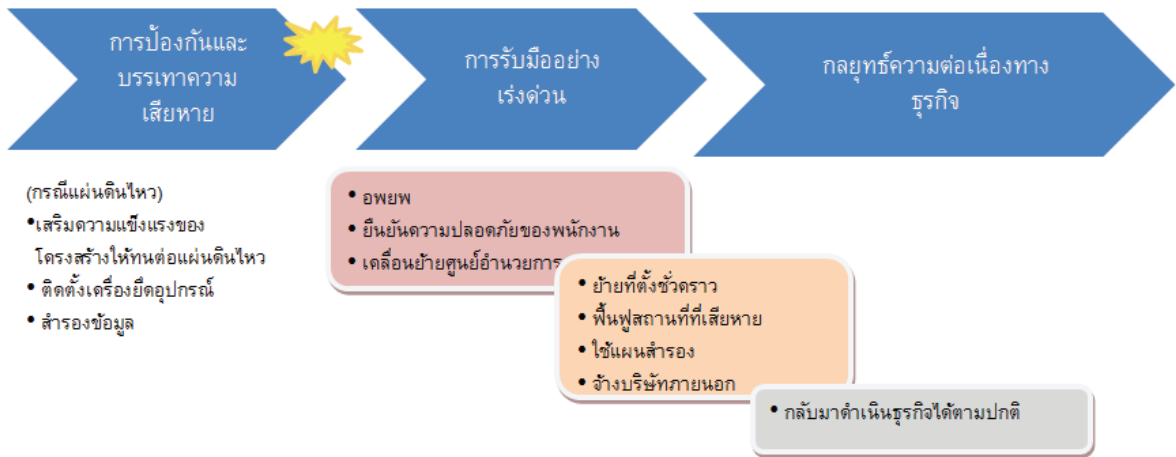 การป้องกันและ
บรรเทาความ
เสียหาย
การรับมืออย่าง
เร่งด่วน
กลยุทธ์ความต่อเนื่องทาง
ธุรกิจ
(กรณีแผ่นดินไหว)
•เสริมความแข็งแรงของ
โครงสร้างให้ทนต่อแผ่นดินไหว
• ติดตั้งเครื่องยึดอุปกรณ์
• สำรองข้อมูล
• อพยพ
• ยืนยันความปลอดภัยของพนักงาน
• เคลื่อนย้ายศูนย์อำนวยการ
• ย้ายที่ตั้งชั่วคราว
• ฟื้นฟูสถานที่ที่เสียหาย
• ใช้แผนสำรอง
• จ้างบริษัทภายนอก
• กลับมาดำเนินธุรกิจได้ตามปกติ